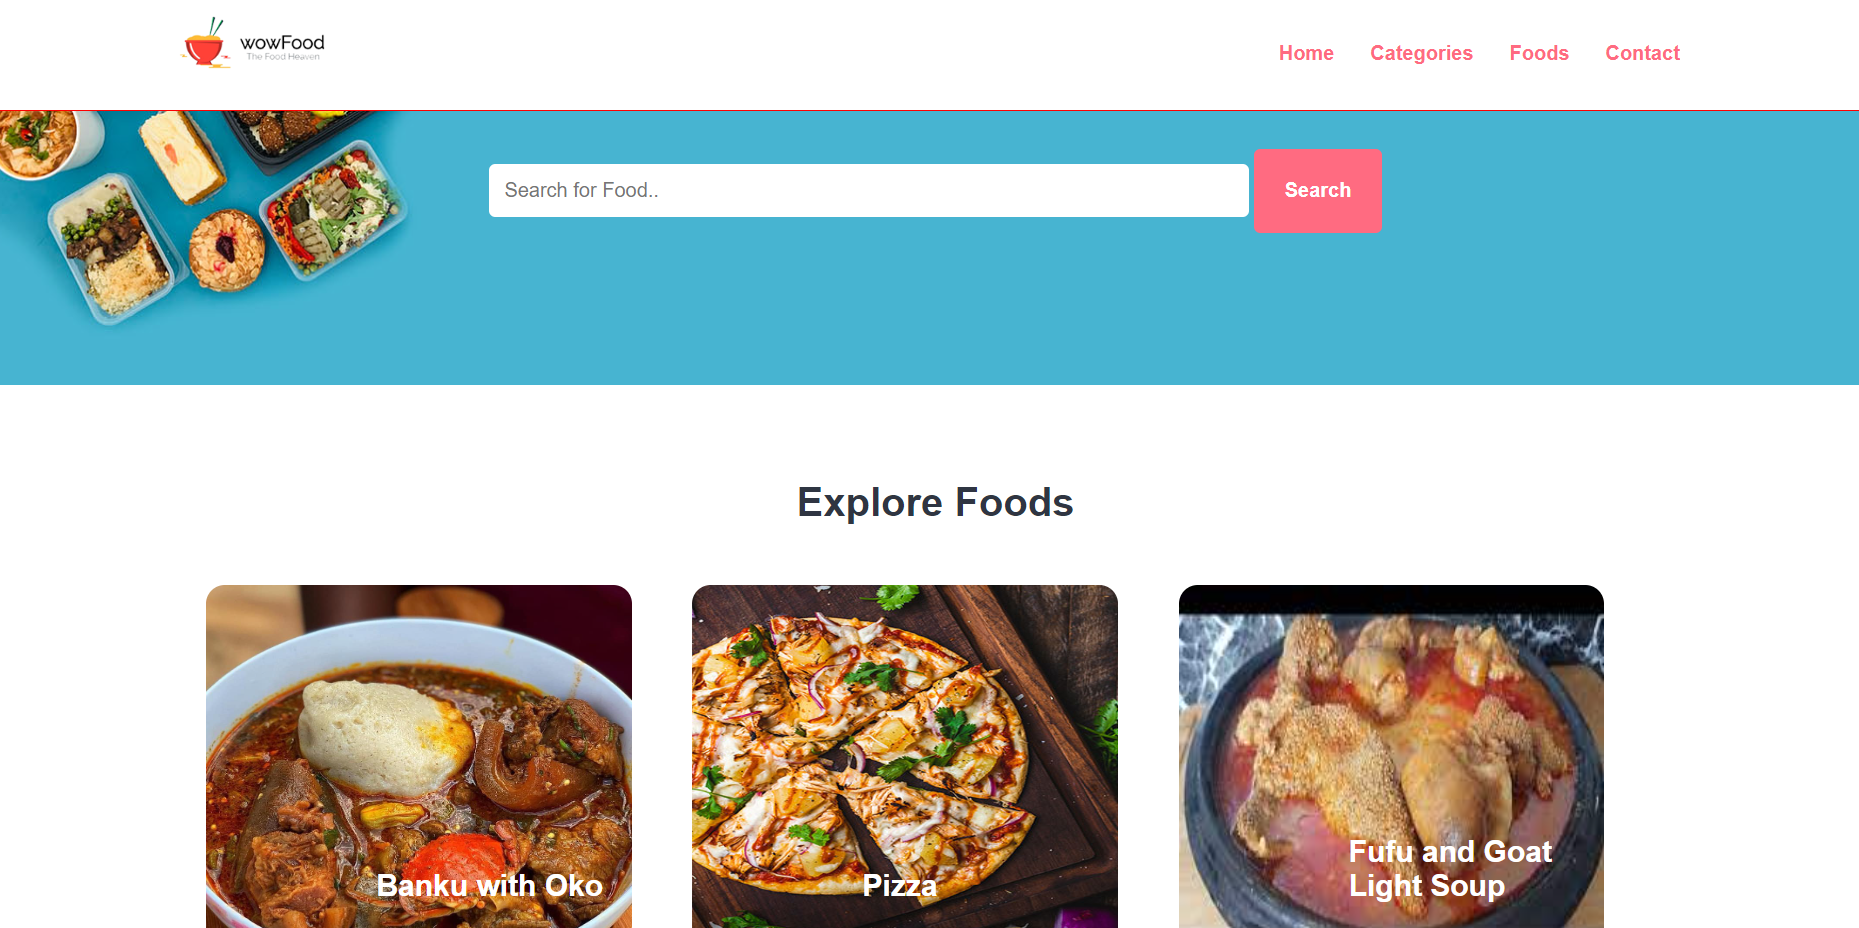 wowFood
The Food Heaven
Home Categories Foods Contact
Search for Food..
Search
Explore Foods
Banku with Oko
Pizza
Fufu and Goat
Light Soup